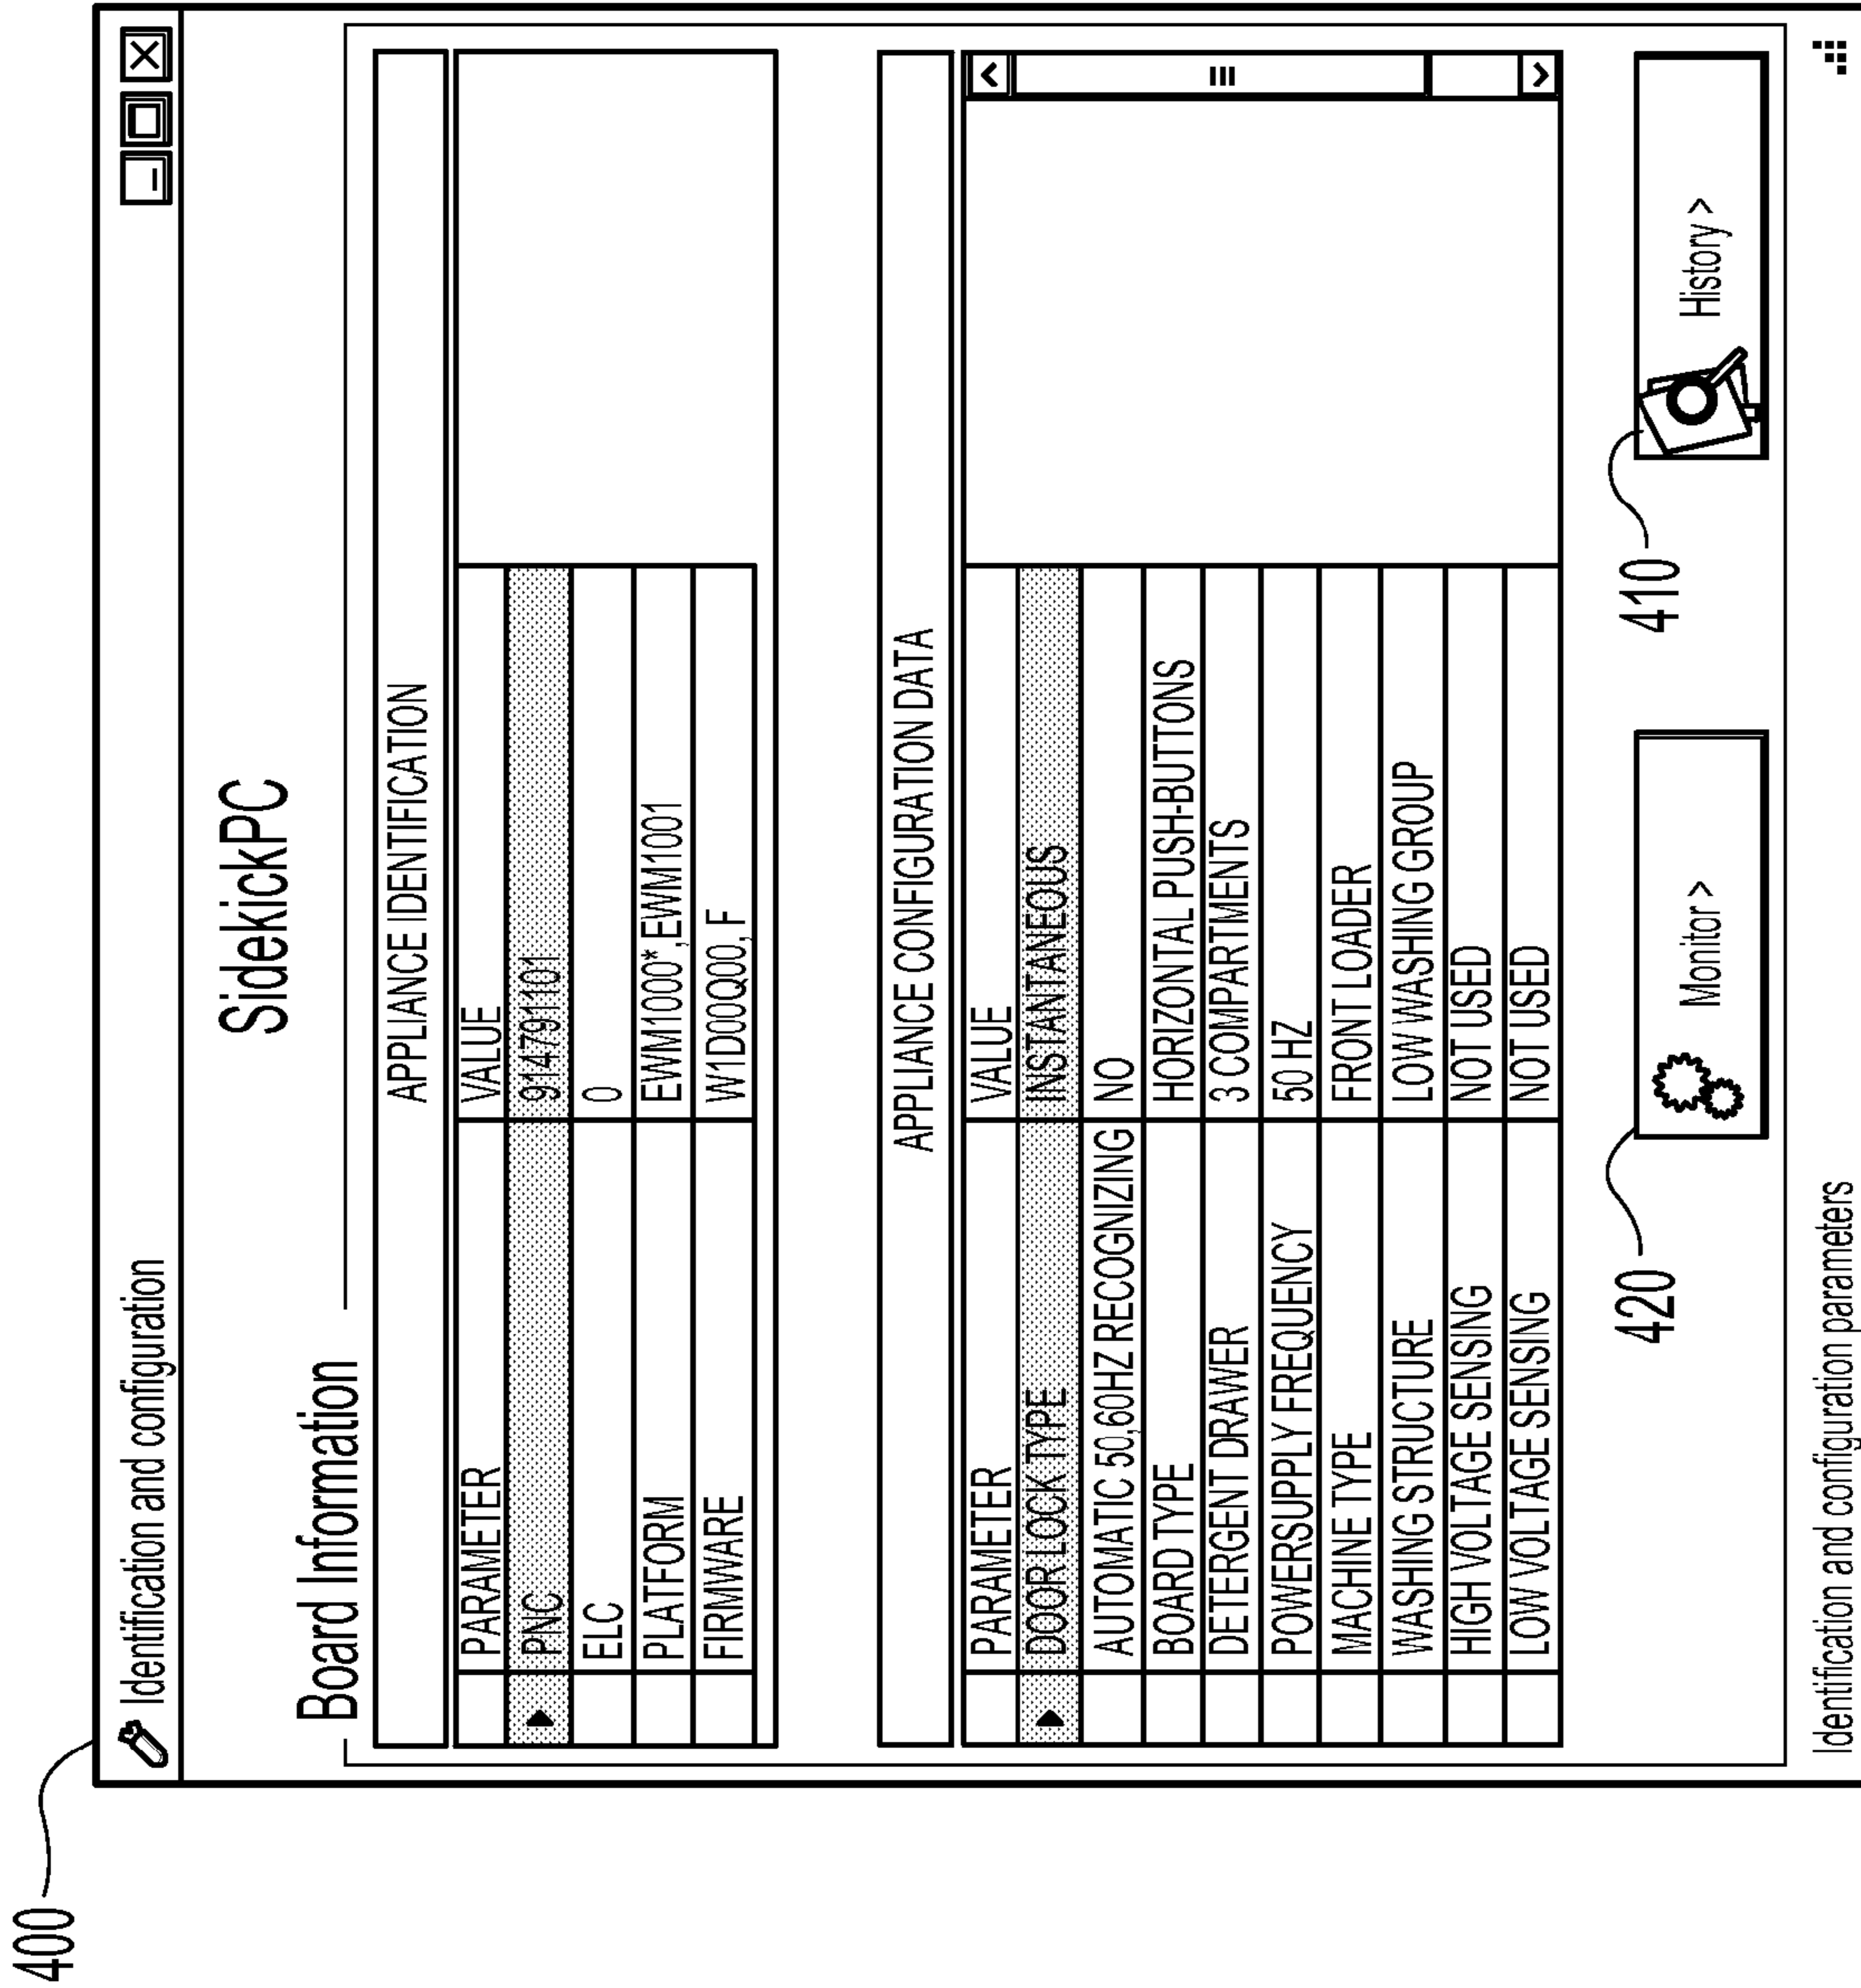 400
Identification and configuration
SidekickPC
Board Information
APPLIANCE IDENTIFICATION
PARAMETER VALUE
PNC 914791101
ELC 0
PLATFORM EWM1000*,EWM1001
FIRMWARE W1D00Q00,F
APPLIANCE CONFIGURATION DATA
PARAMETER VALUE
DOOR LOCK TYPE INSTANTANEOUS
AUTOMATIC 50,60HZ RECOGNIZING NO
BOARD TYPE HORIZONTAL PUSH-BUTTONS
DETERGENT DRAWER 3 COMPARTMENTS
POWERSUPPLY FREQUENCY 50 HZ
MACHINE TYPE FRONT LOADER
WASHING STRUCTURE LOW WASHING GROUP
HIGH VOLTAGE SENSING NOT USED
LOW VOLTAGE SENSING NOT USED
420 410
Monitor > History >
Identification and configuration parameters